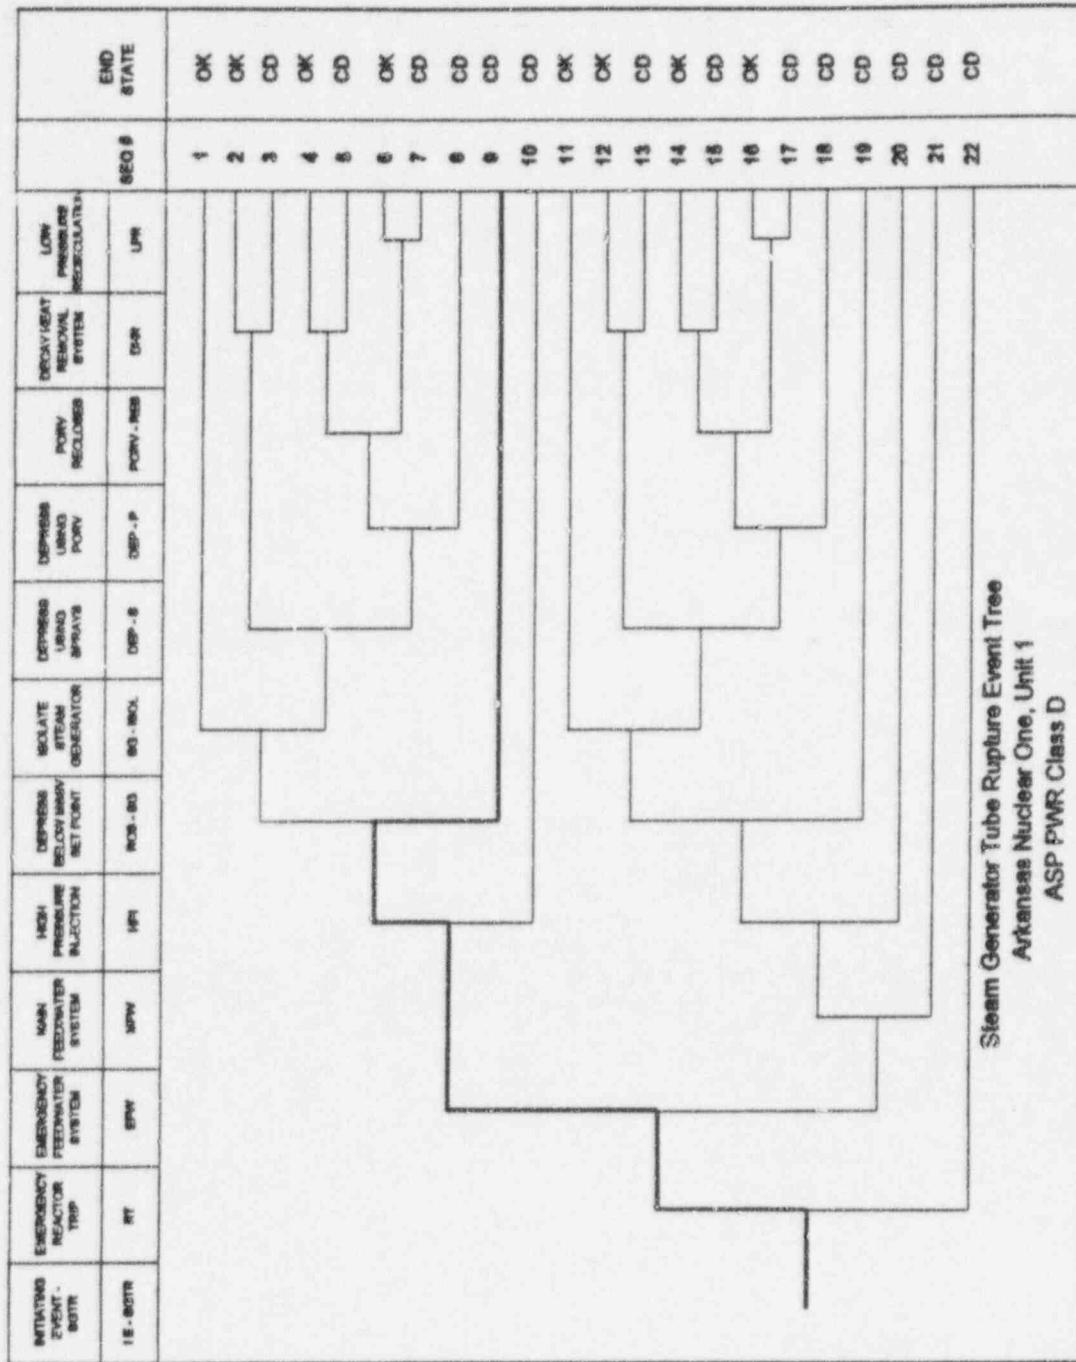 INITIATING
EVENT -
SGTR
EMERGENCY
REACTOR
TRIP
EMERGENCY
FEEDWATER
SYSTEM
MAIN
FEEDWATER
SYSTEM
HIGH
PRESSURE
INJECTION
DEPRESS
BELOW MSRV
SET POINT
ISOLATE
STEAM
GENERATOR
DEPRESS
USING
SPRAYS
DEPRESS
USING
PORV
PORV
RECLOSES
DECAY HEAT
REMOVAL
SYSTEM
LOW
PRESSURE
RECIRCULATION
SEQ #
END
STATE
IE - SGTR
RT
EFW
MFW
HPI
RCS - SG
SG - ISOL
DEP - S
DEP - P
PORV - RES
DHR
LPR
1 OK
2 OK
3 CD
4 OK
5 CD
6 OK
7 CD
8 CD
9 CD
10 CD
11 OK
12 OK
13 CD
14 OK
15 CD
16 OK
17 CD
18 CD
19 CD
20 CD
21 CD
22 CD
Steam Generator Tube Rupture Event Tree
Arkansas Nuclear One, Unit 1
ASP PWR Class D